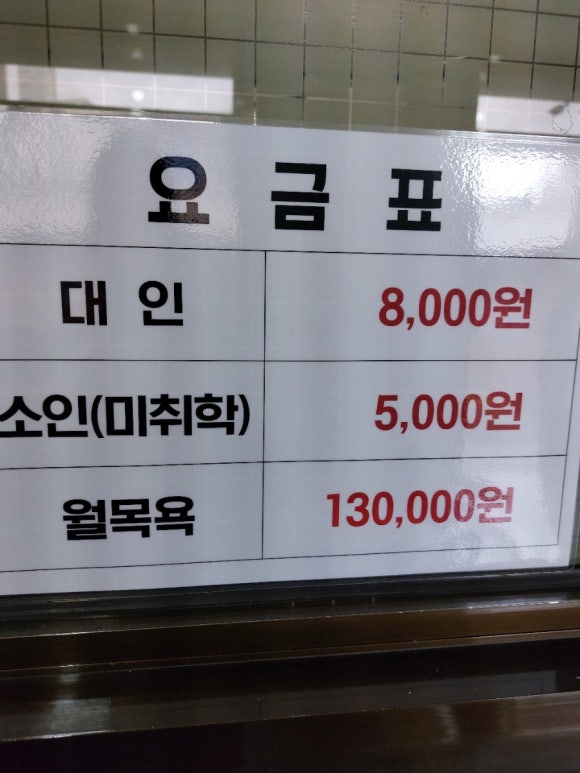 요금표
대인 8,000원
소인(미취학) 5,000원
월목욕 130,000원